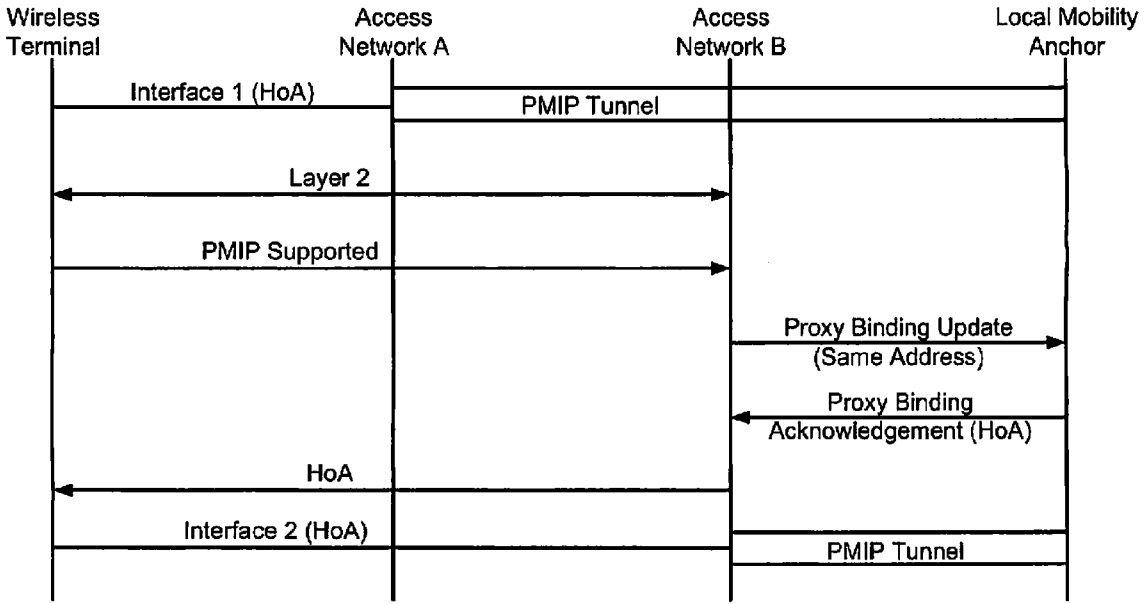 Wireless
Terminal
Access
Network A
Access
Network B
Local Mobility
Anchor
Interface 1 (HoA)
PMIP Tunnel
Layer 2
PMIP Supported
Proxy Binding Update
(Same Address)
Proxy Binding
Acknowledgement (HoA)
HoA
Interface 2 (HoA)
PMIP Tunnel